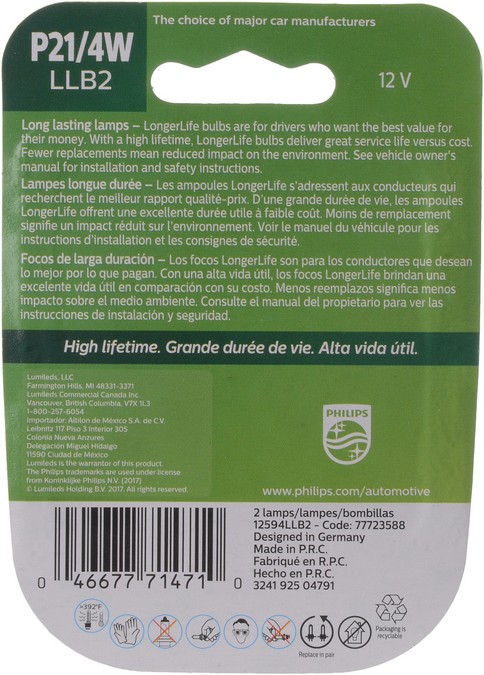 The choice of major car manufacturers
P21/4W
LLB2
12 V
Long lasting lamps – LongerLife bulbs are for drivers who want the best value for
their money. With a high lifetime, LongerLife bulbs deliver great service life versus cost.
Fewer replacements mean reduced impact on the environment. See vehicle owner's
manual for installation and safety instructions.
Lampes longue durée – Les ampoules LongerLife s'adressent aux conducteurs qui
recherchent le meilleur rapport qualité-prix. D'une grande durée de vie, les ampoules
LongerLife offrent une excellente durée utile à faible coût. Moins de remplacement
signifie un impact réduit sur l'environnement. Voir le manuel du véhicule pour les
instructions d'installation et les consignes de sécurité.
Focos de larga duración – Los focos LongerLife son para los conductores que desean
lo mejor por lo que pagan. Con una alta vida útil, los focos LongerLife brindan una
excelente vida útil en comparación con su costo. Menos reemplazos significa menos
impacto sobre el medio ambiente. Consulte el manual del propietario para ver las
instrucciones de instalación y seguridad.
High lifetime. Grande durée de vie. Alta vida útil.
Lumileds, LLC
Farmington Hills, MI 48331-3371
Lumileds Commercial Canada Inc.
Vancouver, British Columbia, V7X 1L3
1-800-257-6054
Importador: Altilon de México S.A. de C.V.
Leibnitz 117 Piso 3 Interior 305
Colonia Nueva Anzures
Delegación Miguel Hidalgo
11590 Ciudad de México
Lumileds is the warrantor of this product.
The Philips trademarks are used under license
from Koninklijke Philips N.V. (2017)
© Lumileds Holding B.V. 2017. All rights reserved.
PHILIPS
www.philips.com/automotive
2 lamps/lampes/bombillas
12594LLB2 - Code: 77723588
Designed in Germany
Made in P.R.C.
Fabriqué en R.P.C.
Hecho en P.R.C.
3241 925 04791
0 46677 71471 0
>392°F
Replace in pair
Packaging is
recyclable